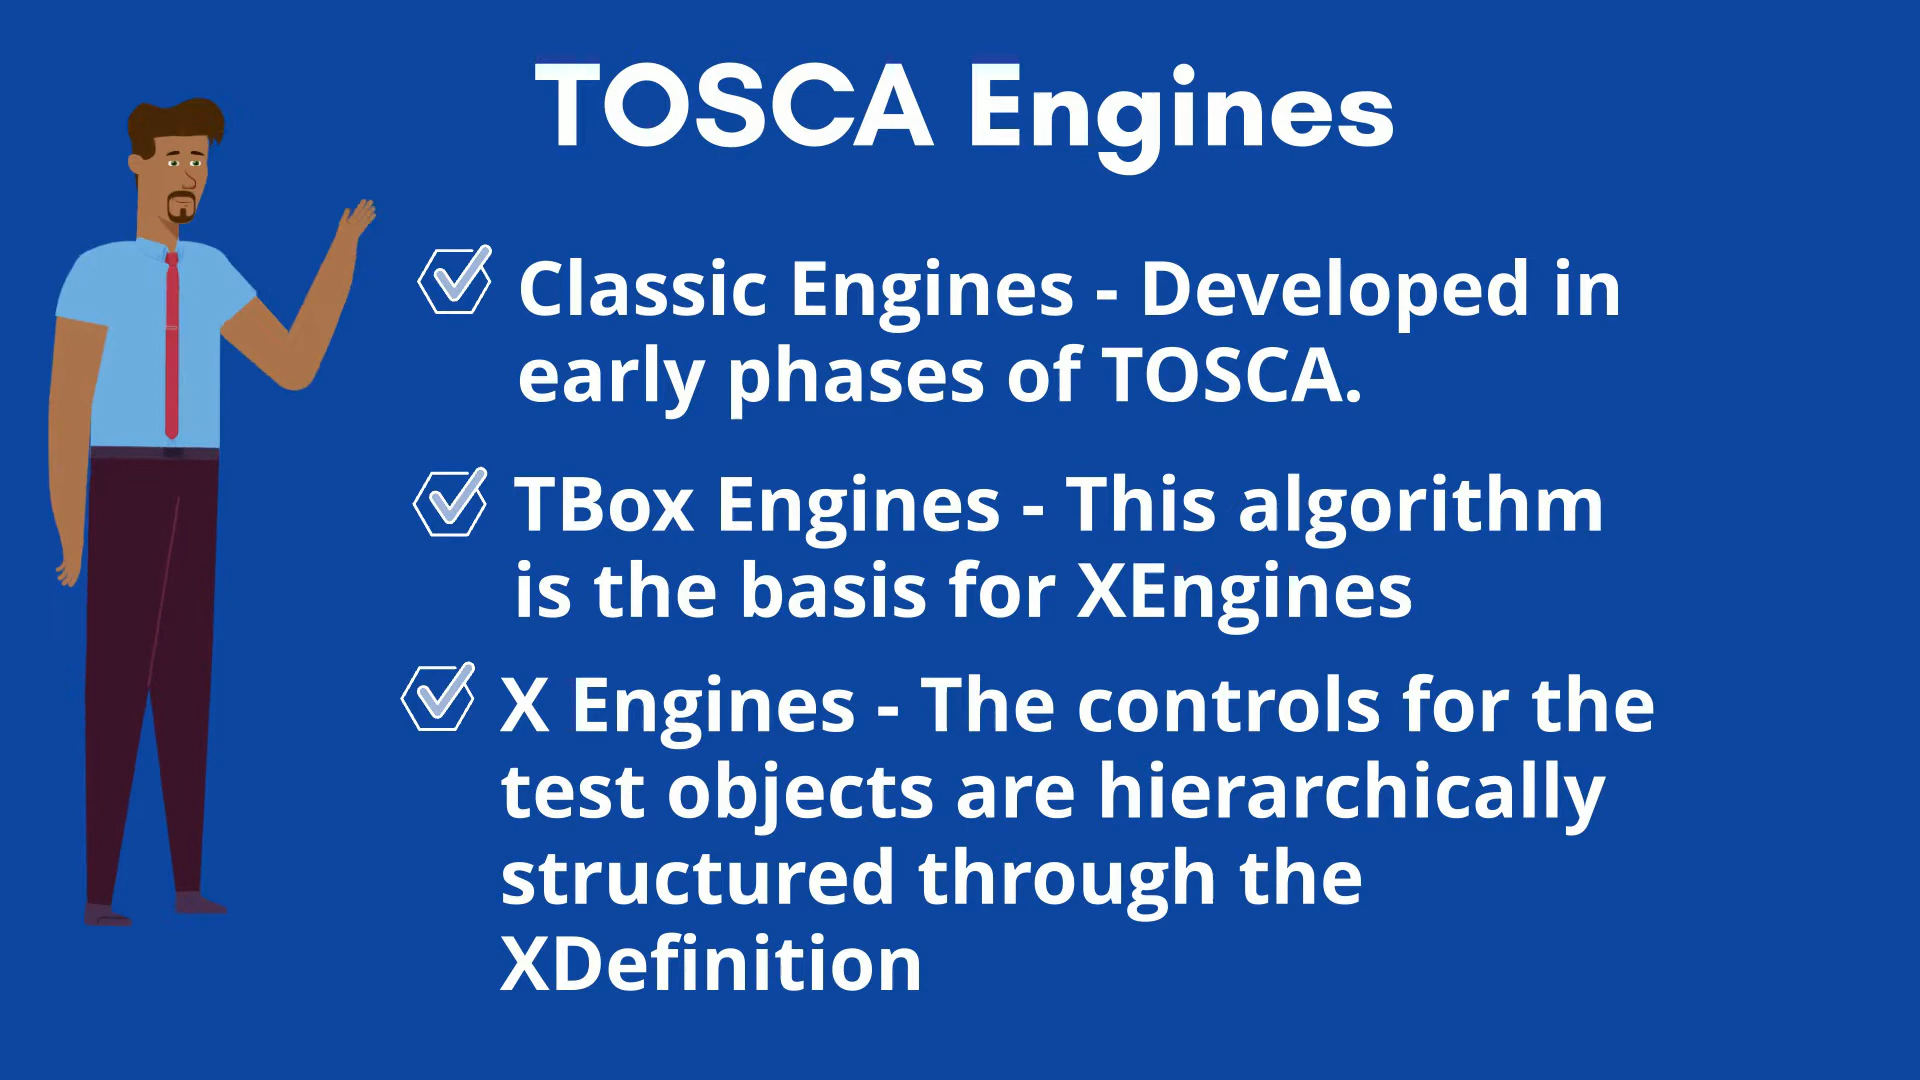 TOSCA Engines
Classic Engines - Developed in
early phases of TOSCA.
TBox Engines - This algorithm
is the basis for XEngines
X Engines - The controls for the
test objects are hierarchically
structured through the
XDefinition